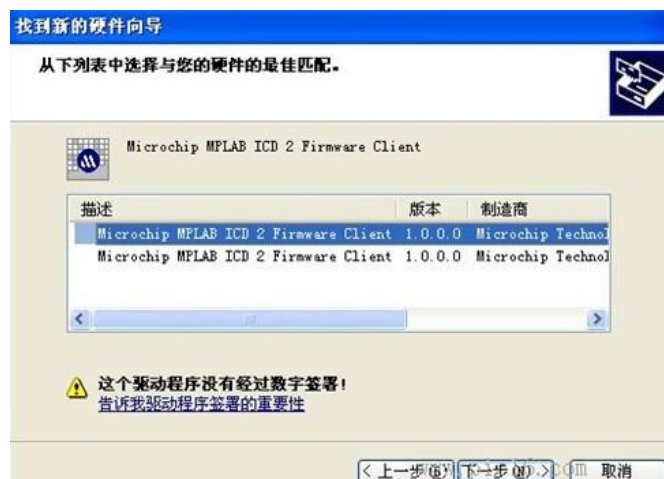 找到新的硬件向导
从下列表中选择与您的硬件的最佳匹配。
Microchip MPLAB ICD 2 Firmware Client
描述 版本 制造商
Microchip MPLAB ICD 2 Firmware Client 1.0.0.0 Microchip Technol
Microchip MPLAB ICD 2 Firmware Client 1.0.0.0 Microchip Technol
这个驱动程序没有经过数字签署!
告诉我驱动程序签署的重要性
< 上一步(B) 下一步(N) > 取消